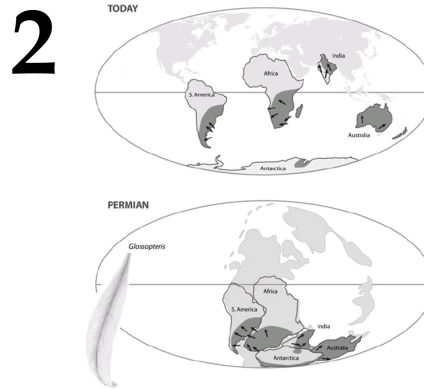 2
TODAY
india
Africa
S. America
Australia
Antarctica
PERMIAN
Glossopteris
Africa
S. America
india
Australia
Antarctica